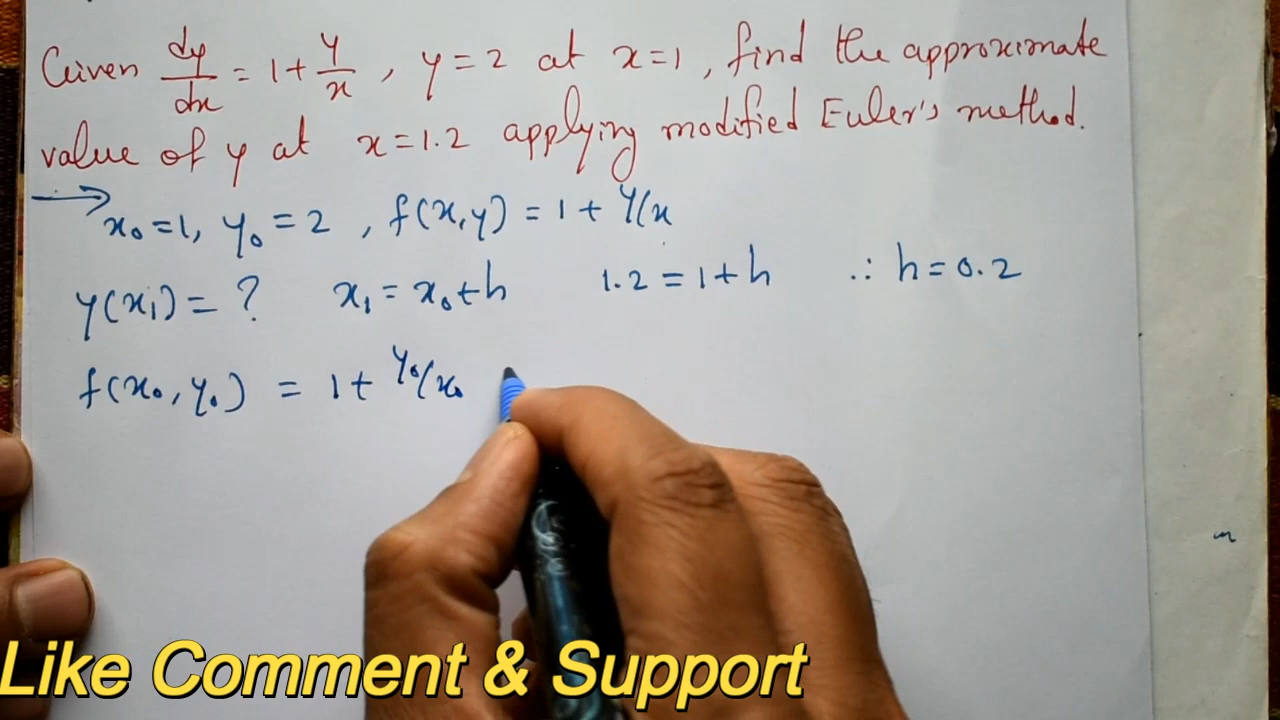 Given dy/dx = 1 + y/x , y = 2 at x = 1 , find the approximate
value of y at x = 1.2 applying modified Euler's method.
→ x₀ = 1, y₀ = 2 , f(x,y) = 1 + y/x
y(x₁) = ? x₁ = x₀ + h 1.2 = 1 + h ∴ h = 0.2
f(x₀, y₀) = 1 + y₀/x₀
Like Comment & Support